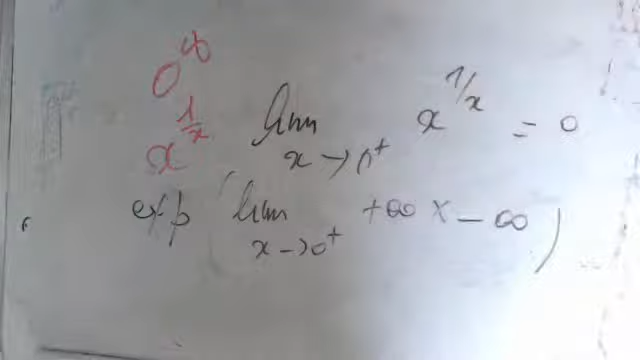 0^∞
x^{1/x} lim_{x→0^+} x^{1/x} = 0
exp (lim_{x→0^+} +∞ × -∞)